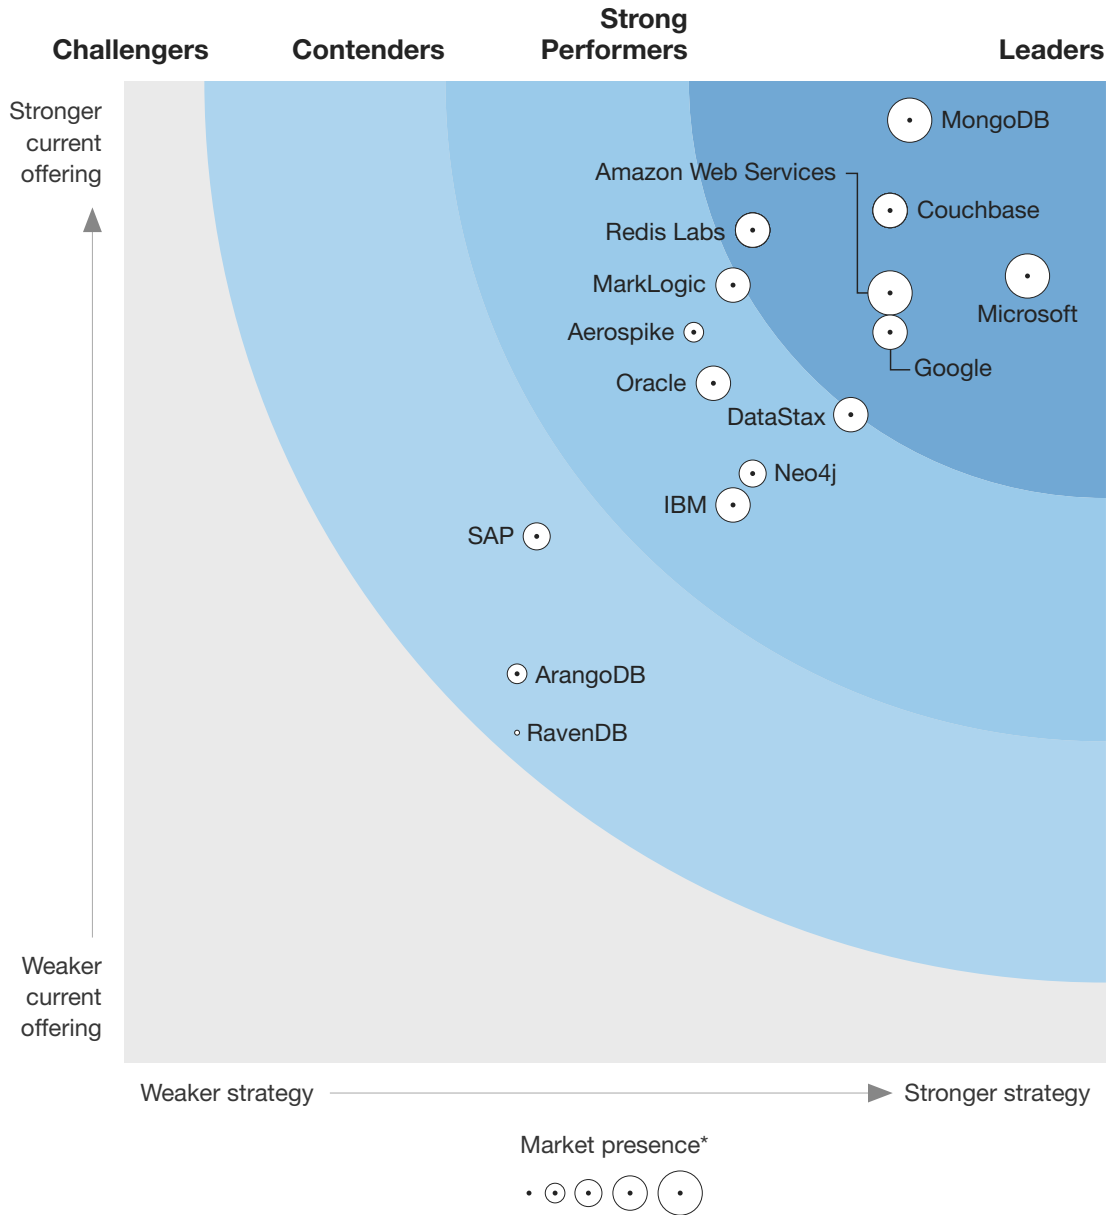 Challengers
Contenders
Strong
Performers
Leaders
Stronger
current
offering
MongoDB
Amazon Web Services
Couchbase
Redis Labs
MarkLogic
Microsoft
Aerospike
Google
Oracle
DataStax
Neo4j
IBM
SAP
ArangoDB
RavenDB
Weaker
current
offering
Weaker strategy
Stronger strategy
Market presence*